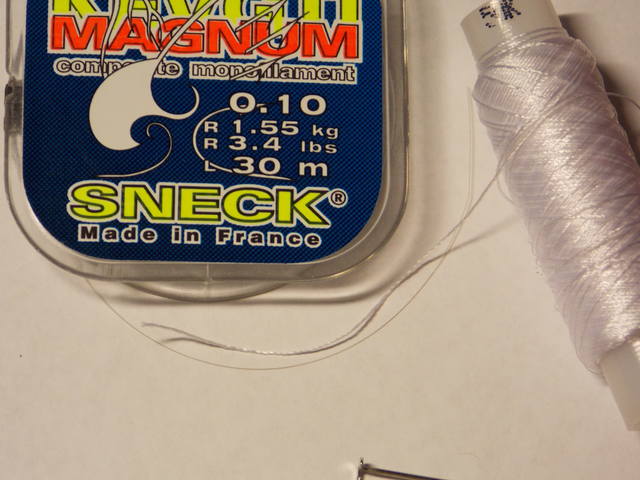 MAGNUM
composite monofilament
0.10
R 1.55 kg
R 3.4 lbs
L 30 m
SNECK®
Made in France